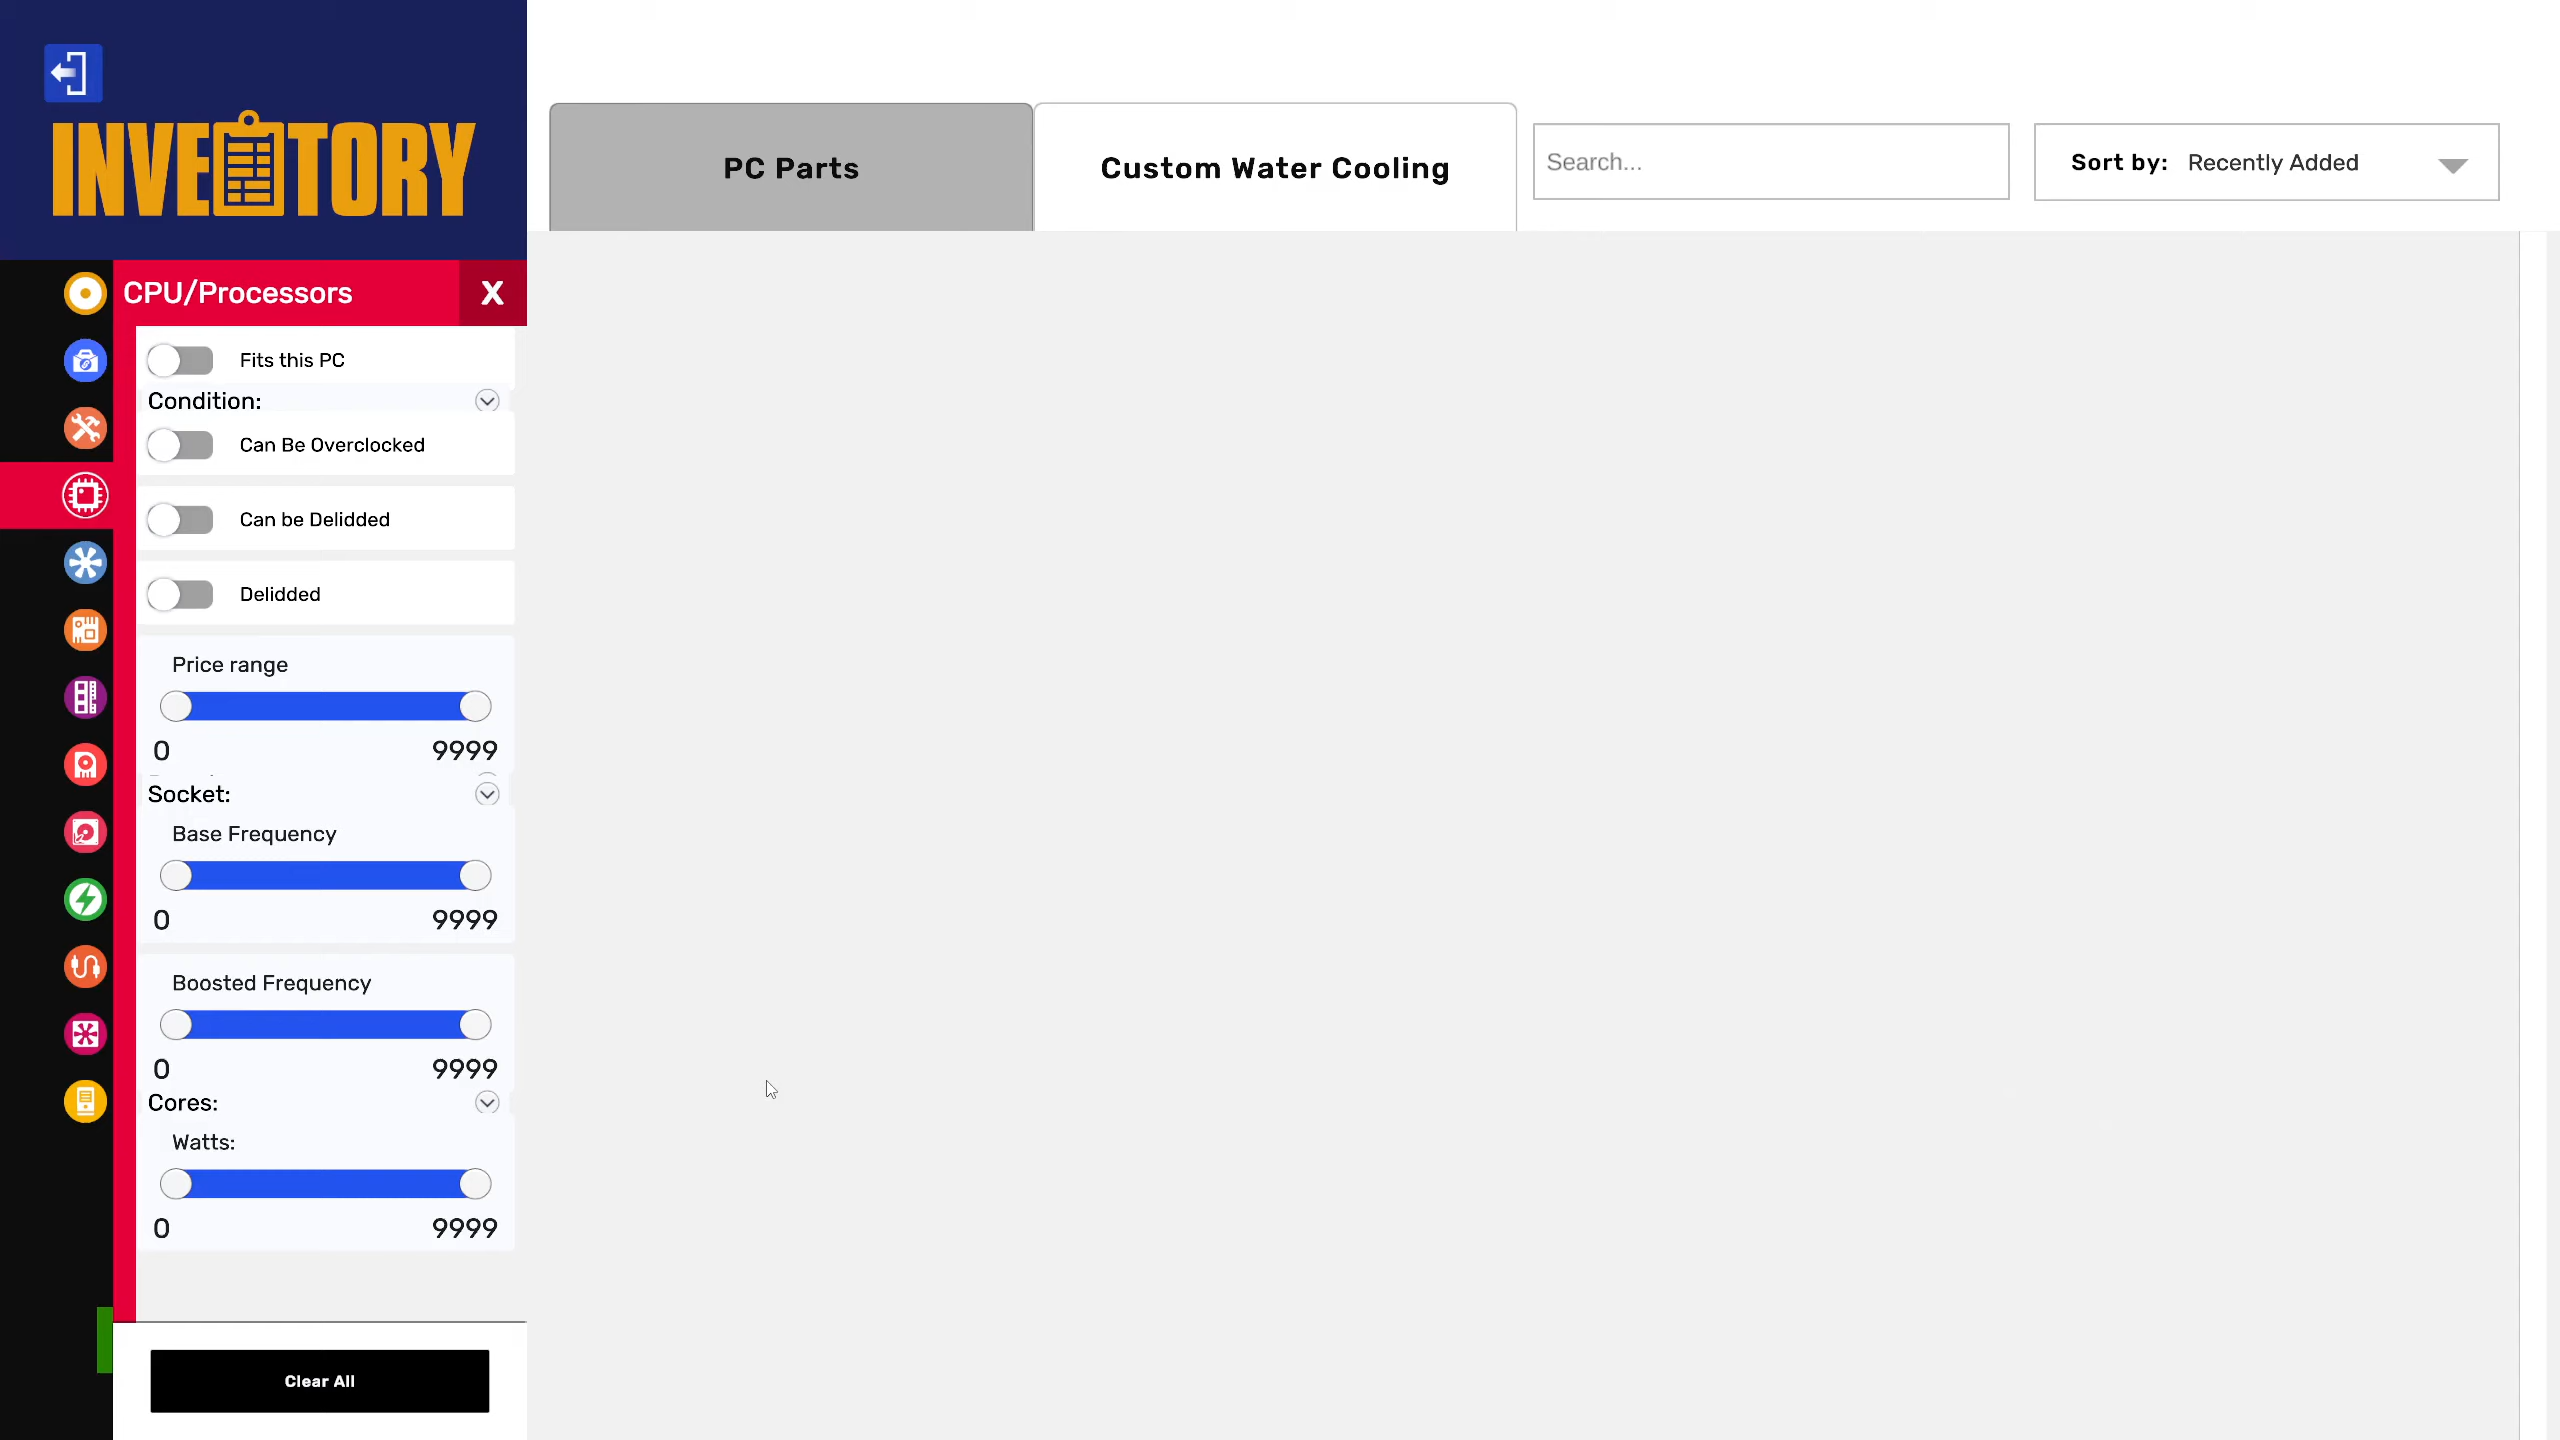 INVENTORY
PC Parts
Custom Water Cooling
Search...
Sort by: Recently Added
CPU/Processors
X
Fits this PC
Condition:
Can Be Overclocked
Can be Delidded
Delidded
Price range
0 9999
Socket:
Base Frequency
0 9999
Boosted Frequency
0 9999
Cores:
Watts:
0 9999
Clear All